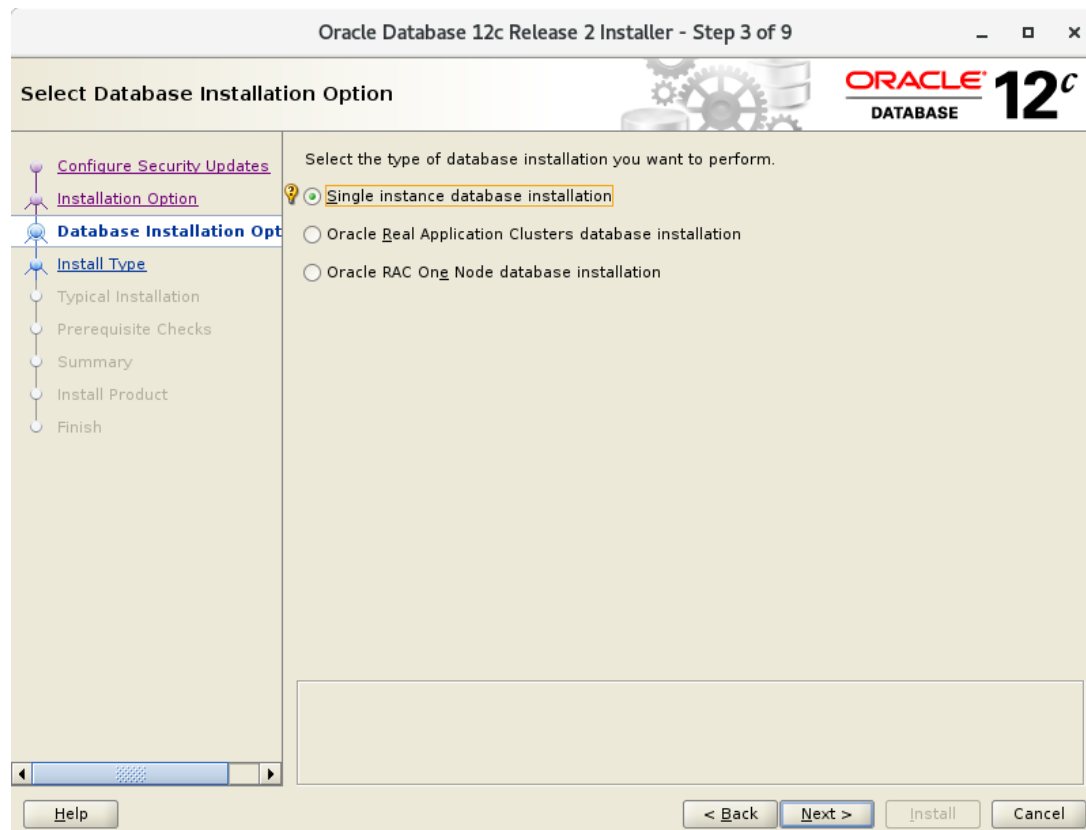 Oracle Database 12c Release 2 Installer - Step 3 of 9
Select Database Installation Option
ORACLE 12c
DATABASE
Configure Security Updates
Installation Option
Database Installation Opt
Install Type
Typical Installation
Prerequisite Checks
Summary
Install Product
Finish
Select the type of database installation you want to perform.
Single instance database installation
Oracle Real Application Clusters database installation
Oracle RAC One Node database installation
Help
< Back
Next >
Install
Cancel